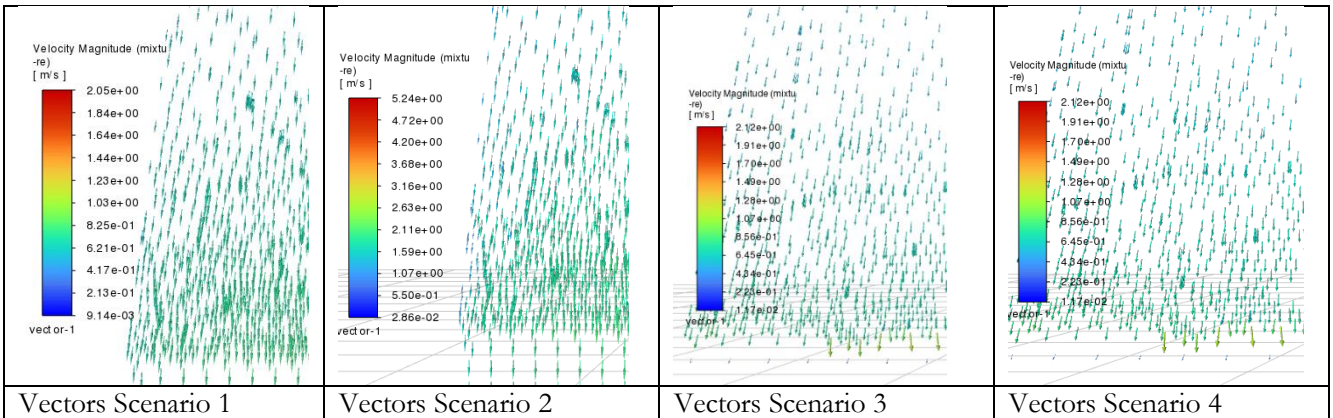 Velocity Magnitude (mixtu
-re)
[ m/s ]
2.05e+00
1.84e+00
1.64e+00
1.44e+00
1.23e+00
1.03e+00
8.25e-01
6.21e-01
4.17e-01
2.13e-01
9.14e-03
vector-1
Vectors Scenario 1
Velocity Magnitude (mixtu
-re)
[ m/s ]
5.24e+00
4.72e+00
4.20e+00
3.68e+00
3.16e+00
2.63e+00
2.11e+00
1.59e+00
1.07e+00
5.50e-01
2.86e-02
vector-1
Vectors Scenario 2
Velocity Magnitude (mixtu
-re)
[ m/s ]
2.12e+00
1.91e+00
1.70e+00
1.49e+00
1.28e+00
1.07e+00
8.56e-01
6.45e-01
4.34e-01
2.23e-01
1.17e-02
vector-1
Vectors Scenario 3
Velocity Magnitude (mixtu
-re)
[ m/s ]
2.12e+00
1.91e+00
1.70e+00
1.49e+00
1.28e+00
1.07e+00
8.56e-01
6.45e-01
4.34e-01
2.23e-01
1.17e-02
vector-1
Vectors Scenario 4